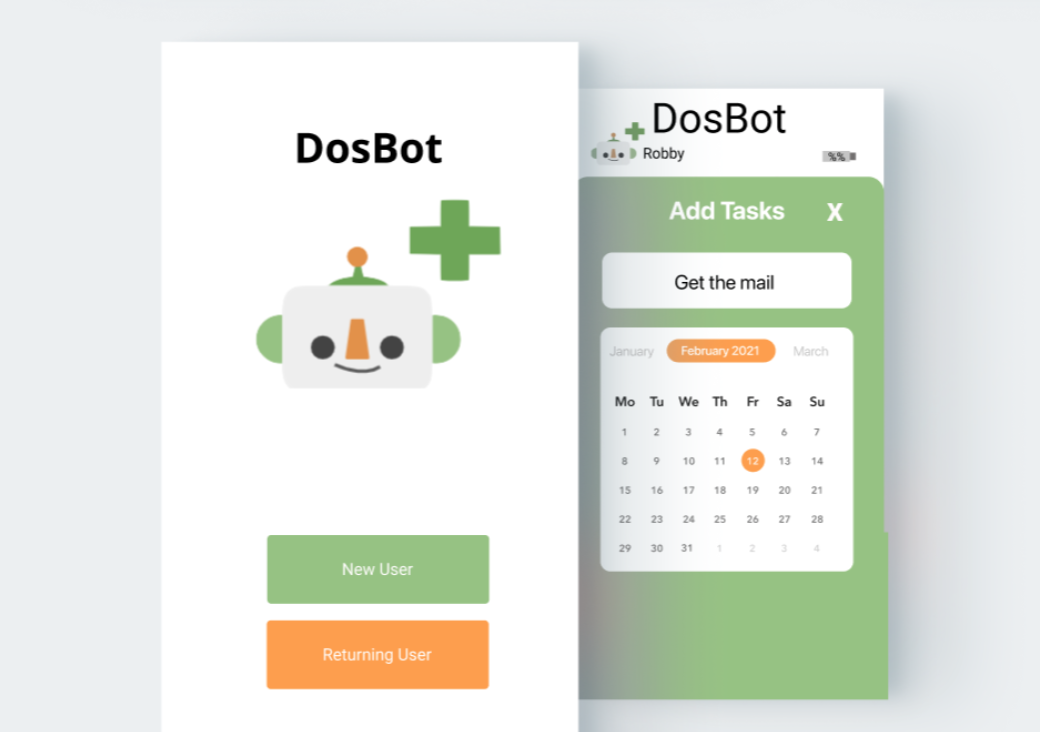 DosBot
New User
Returning User
DosBot
Robby
%%
Add Tasks X
Get the mail
January February 2021 March
Mo Tu We Th Fr Sa Su
1 2 3 4 5 6 7
8 9 10 11 12 13 14
15 16 17 18 19 20 21
22 23 24 25 26 27 28
29 30 31 1 2 3 4